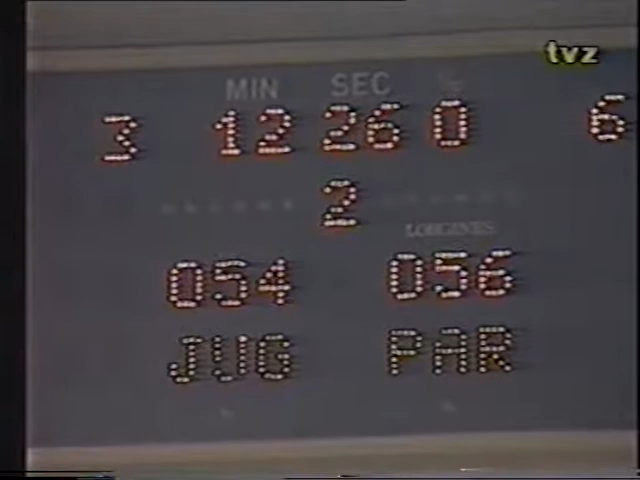 tvz
MIN SEC
3 12 26 0 6
2
LONGINES
054 056
JUG PAR